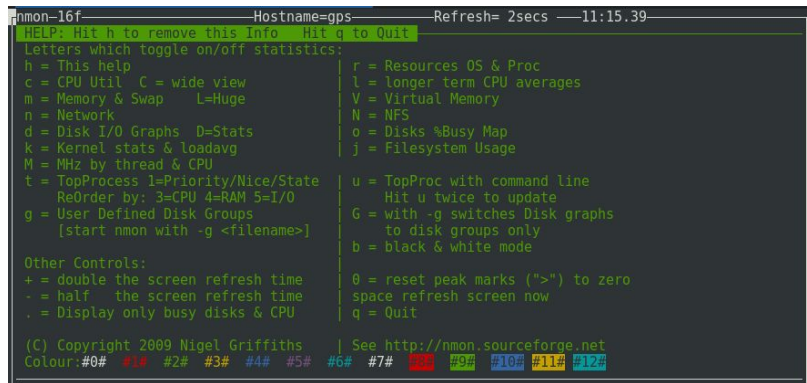 nmon-16f Hostname=gps Refresh= 2secs 11:15.39
HELP: Hit h to remove this Info Hit q to Quit
Letters which toggle on/off statistics:
h = This help | r = Resources OS & Proc
c = CPU Util C = wide view | l = longer term CPU averages
m = Memory & Swap L=Huge | V = Virtual Memory
n = Network | N = NFS
d = Disk I/O Graphs D=Stats | o = Disks %Busy Map
k = Kernel stats & loadavg | j = Filesystem Usage
M = MHz by thread & CPU
t = TopProcess 1=Priority/Nice/State | u = TopProc with command line
ReOrder by: 3=CPU 4=RAM 5=I/O | Hit u twice to update
g = User Defined Disk Groups | G = with -g switches Disk graphs
[start nmon with -g <filename>] | to disk groups only
| b = black & white mode
Other Controls: |
+ = double the screen refresh time | 0 = reset peak marks (">") to zero
- = half the screen refresh time | space refresh screen now
. = Display only busy disks & CPU | q = Quit
(C) Copyright 2009 Nigel Griffiths | See http://nmon.sourceforge.net
Colour:#0# #1# #2# #3# #4# #5# #6# #7# #8# #9# #10# #11# #12#